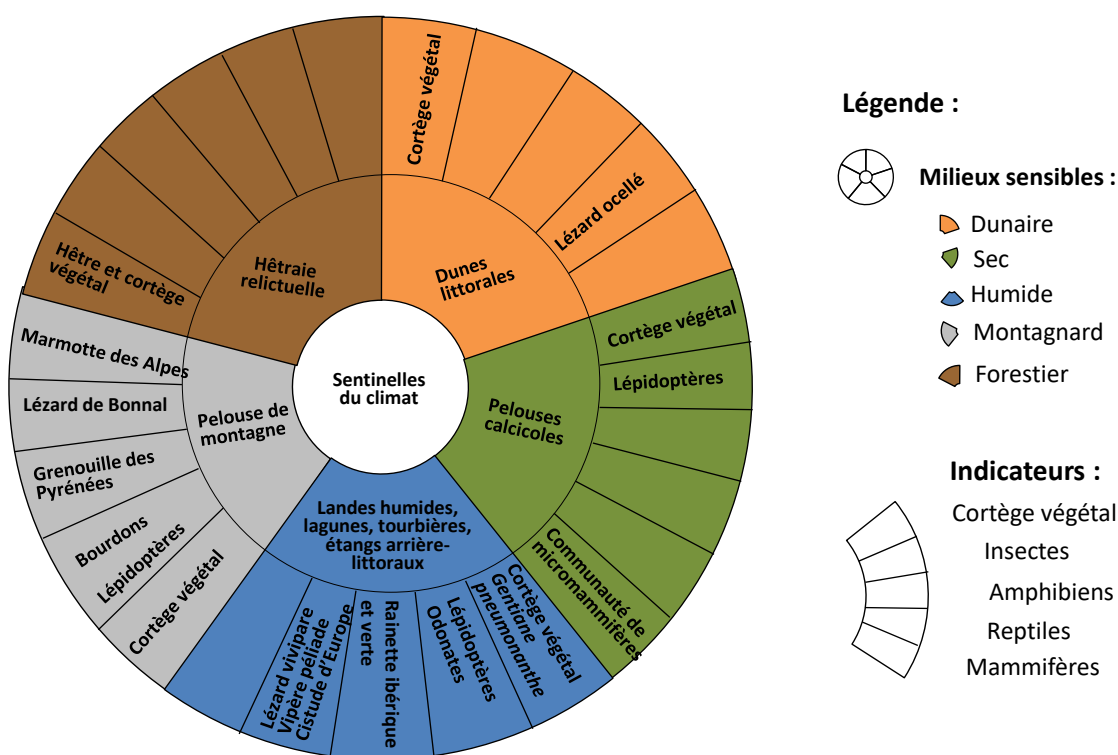 Cortège végétal
Lézard ocellé
Dunes
littorales
Cortège végétal
Lépidoptères
Communauté de
micromammifères
Pelouses
calcicoles
Cortège végétal
Gentiane
pneumonanthe
Lépidoptères
Odonates
Rainette ibérique
et verte
Lézard vivipare
Vipère péliade
Cistude d'Europe
Landes humides,
lagunes, tourbières,
étangs arrière-
littoraux
Cortège végétal
Lépidoptères
Bourdons
Grenouille des
Pyrénées
Lézard de Bonnal
Marmotte des Alpes
Pelouse de
montagne
Hêtre et cortège
végétal
Hêtraie
relictuelle
Sentinelles
du climat
Légende :
Milieux sensibles :
Dunaire
Sec
Humide
Montagnard
Forestier
Indicateurs :
Cortège végétal
Insectes
Amphibiens
Reptiles
Mammifères